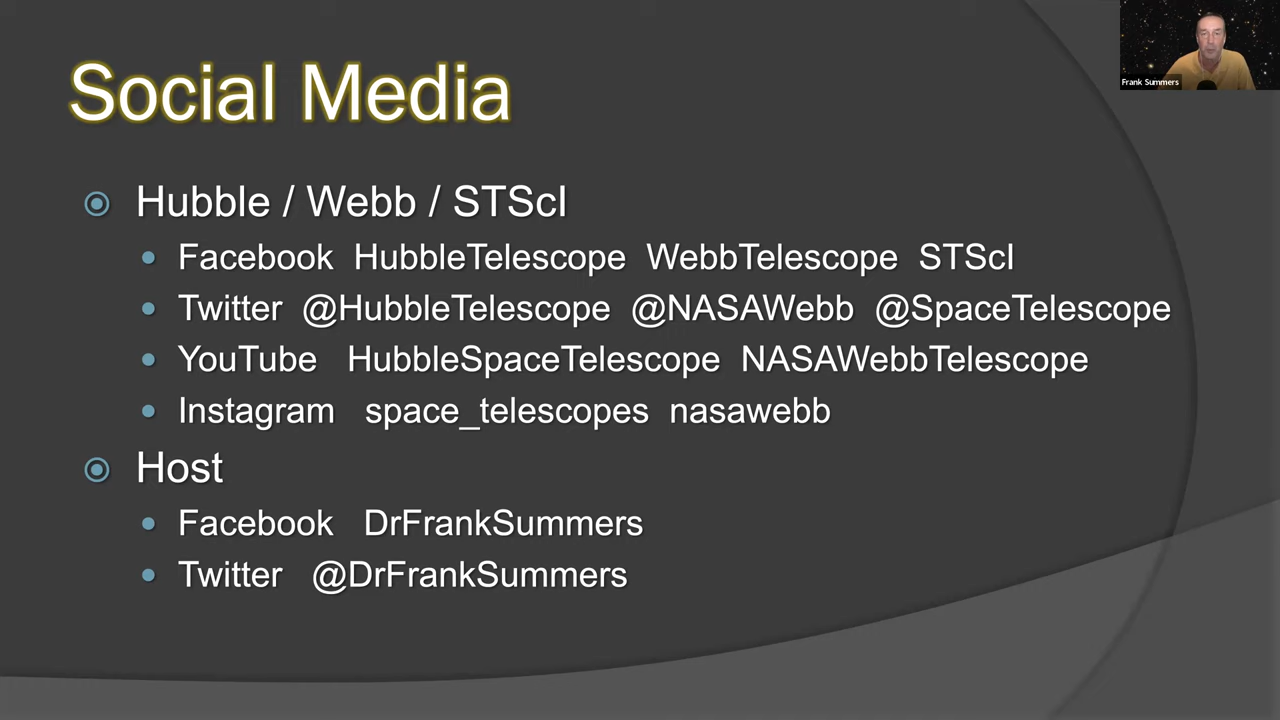 Social Media
Frank Summers
Hubble / Webb / STScI
Facebook HubbleTelescope WebbTelescope STScI
Twitter @HubbleTelescope @NASAWebb @SpaceTelescope
YouTube HubbleSpaceTelescope NASAWebbTelescope
Instagram space_telescopes nasawebb
Host
Facebook DrFrankSummers
Twitter @DrFrankSummers